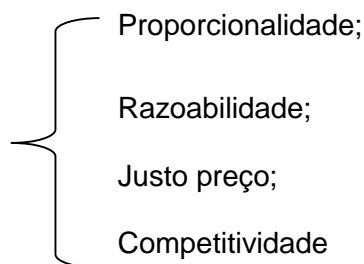 Proporcionalidade;
Razoabilidade;
Justo preço;
Competitividade